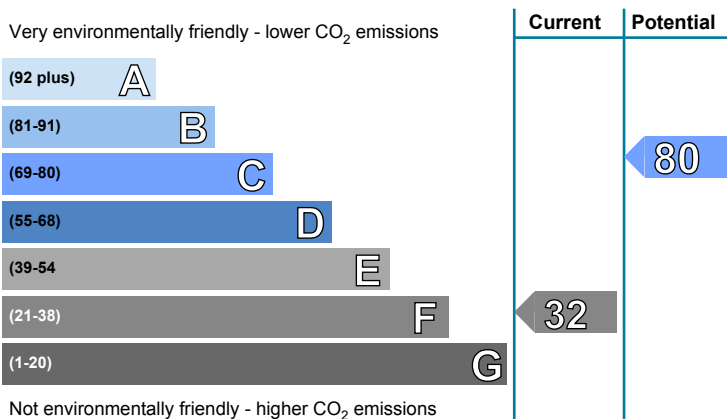 Current Potential
Very environmentally friendly - lower CO2 emissions
(92 plus) A
(81-91) B
(69-80) C
80
(55-68) D
(39-54 E
(21-38) F
32
(1-20) G
Not environmentally friendly - higher CO2 emissions